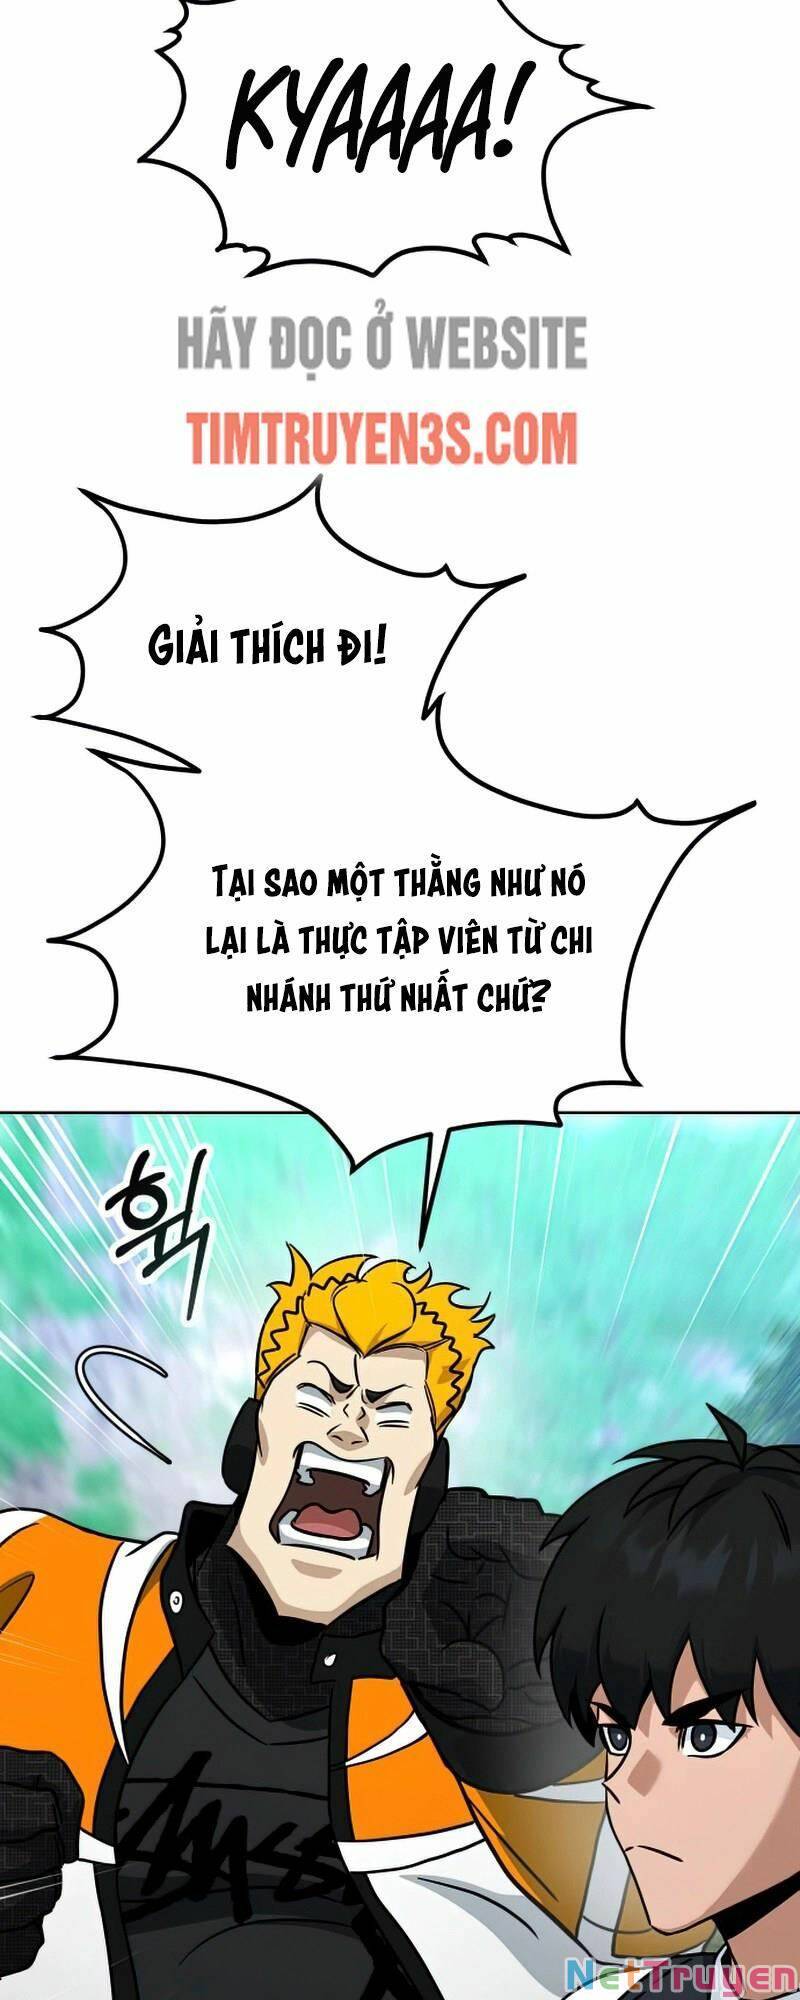 KYAAAA!
HÃY ĐỌC Ở WEBSITE
TIMTRUYEN3S.COM
GIẢI THÍCH ĐI!
TẠI SAO MỘT THẰNG NHƯ NÓ
LẠI LÀ THỰC TẬP VIÊN TỪ CHI
NHÁNH THỨ NHẤT CHỨ?
휙
NetTruyen